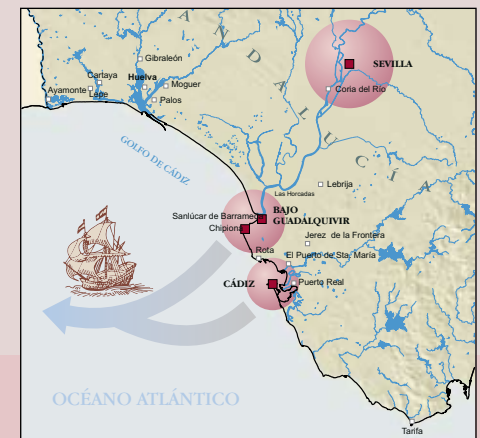 ANDALUCÍA
Gibraleón
SEVILLA
Cartaya
Huelva
Moguer
Ayamonte
Lepe
Coria del Río
Palos
GOLFO DE CÁDIZ
Lebrija
Las Horcadas
BAJO
GUADALQUIVIR
Sanlúcar de Barrameda
Chipiona
Jerez de la Frontera
Rota
El Puerto de Sta. María
CÁDIZ
Puerto Real
OCÉANO ATLÁNTICO
Tarifa